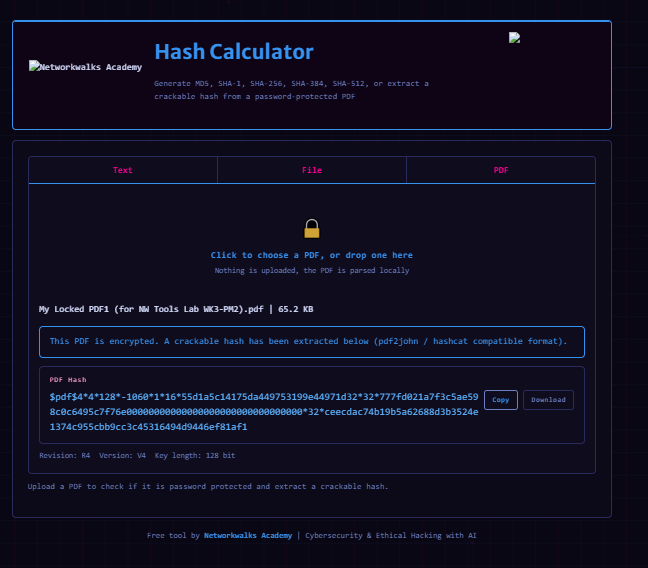 Networkwalks Academy
Hash Calculator
Generate MD5, SHA-1, SHA-256, SHA-384, SHA-512, or extract a
crackable hash from a password-protected PDF
Text
File
PDF
Click to choose a PDF, or drop one here
Nothing is uploaded, the PDF is parsed locally
My Locked PDF1 (for NW Tools Lab WK3-PM2).pdf | 65.2 KB
This PDF is encrypted. A crackable hash has been extracted below (pdf2john / hashcat compatible format).
PDF Hash
$pdf$4*4*128*-1060*1*16*55d1a5c14175da449753199e44971d32*32*777fd021a7f3c5ae59
8c0c6495c7f76e00000000000000000000000000000000*32*ceecdac74b19b5a62688d3b3524e
1374c955cbb9cc3c45316494d9446ef81af1
Copy
Download
Revision: R4 Version: V4 Key length: 128 bit
Upload a PDF to check if it is password protected and extract a crackable hash.
Free tool by Networkwalks Academy | Cybersecurity & Ethical Hacking with AI